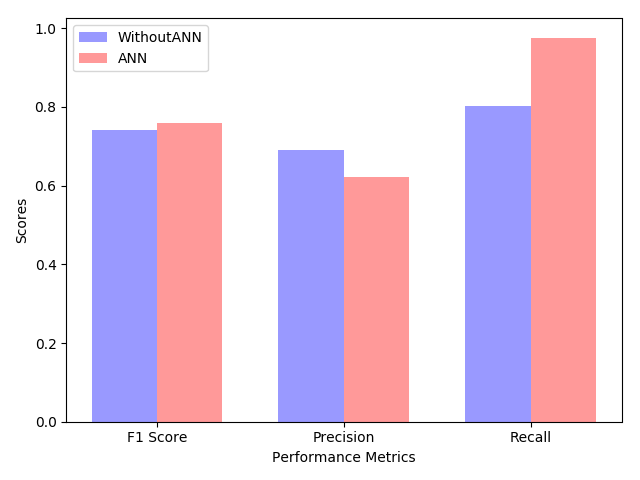 1.0
WithoutANN
ANN
0.8
0.6
Scores
0.4
0.2
0.0
F1 Score Precision Recall
Performance Metrics